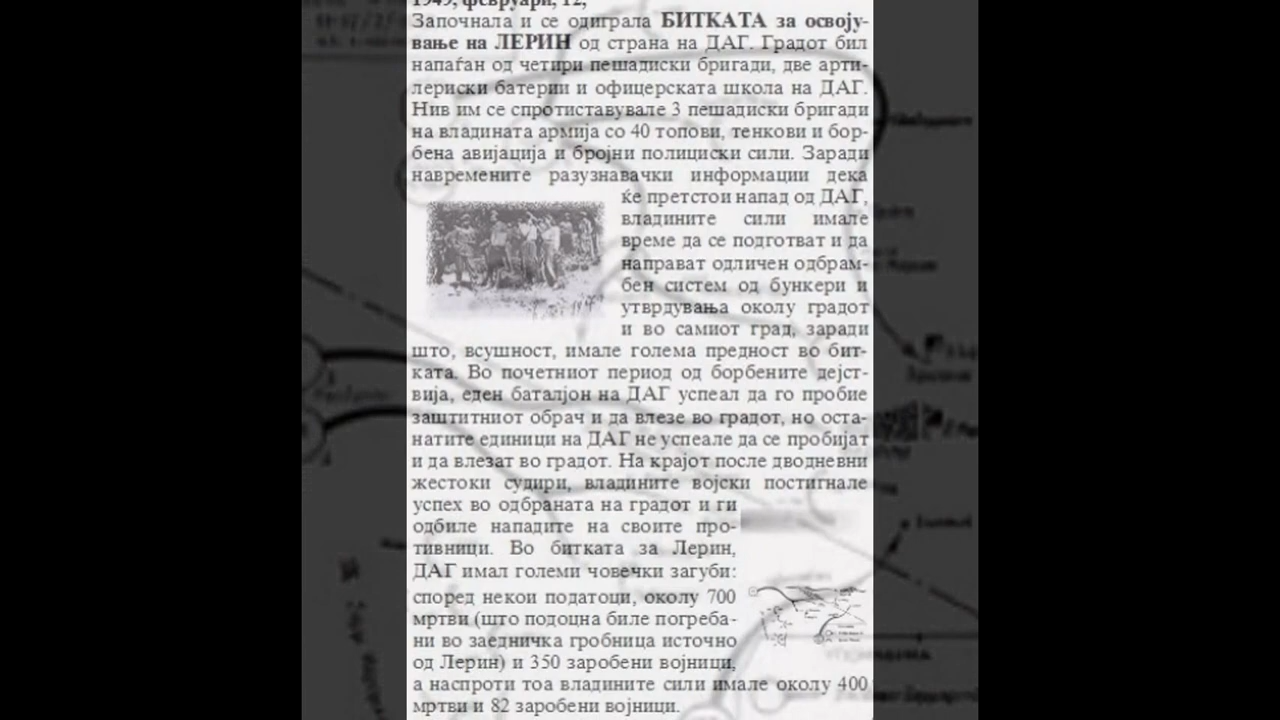 1949, февруари, 12,
Започнала и се одиграла БИТКАТА за освоју-
вање на ЛЕРИН од страна на ДАГ. Градот бил
напаѓан од четири пешадиски бригади, две арти-
лериски батерии и офицерската школа на ДАГ.
Нив им се спротиставувале 3 пешадиски бригади
на владината армија со 40 топови, тенкови и бор-
бена авијација и бројни полициски сили. Заради
навремените разузнавачки информации дека
ќе претстои напад од ДАГ,
владините сили имале
време да се подготват и да
направат одличен одбрам-
бен систем од бункери и
утврдувања околу градот
и во самиот град, заради
што, всушност, имале голема предност во бит-
ката. Во почетниот период од борбените дејст-
вија, еден баталјон на ДАГ успеал да го пробие
заштитниот обрач и да влезе во градот, но оста-
натите единици на ДАГ не успеале да се пробијат
и да влезат во градот. На крајот после дводневни
жестоки судири, владините војски постигнале
успех во одбраната на градот и ги
одбиле нападите на своите про-
тивници. Во битката за Лерин,
ДАГ имал големи човечки загуби:
според некои податоци, околу 700
мртви (што подоцна биле погреба-
ни во заедничка гробница источно
од Лерин) и 350 заробени војници,
а наспроти тоа владините сили имале околу 400
мртви и 82 заробени војници.